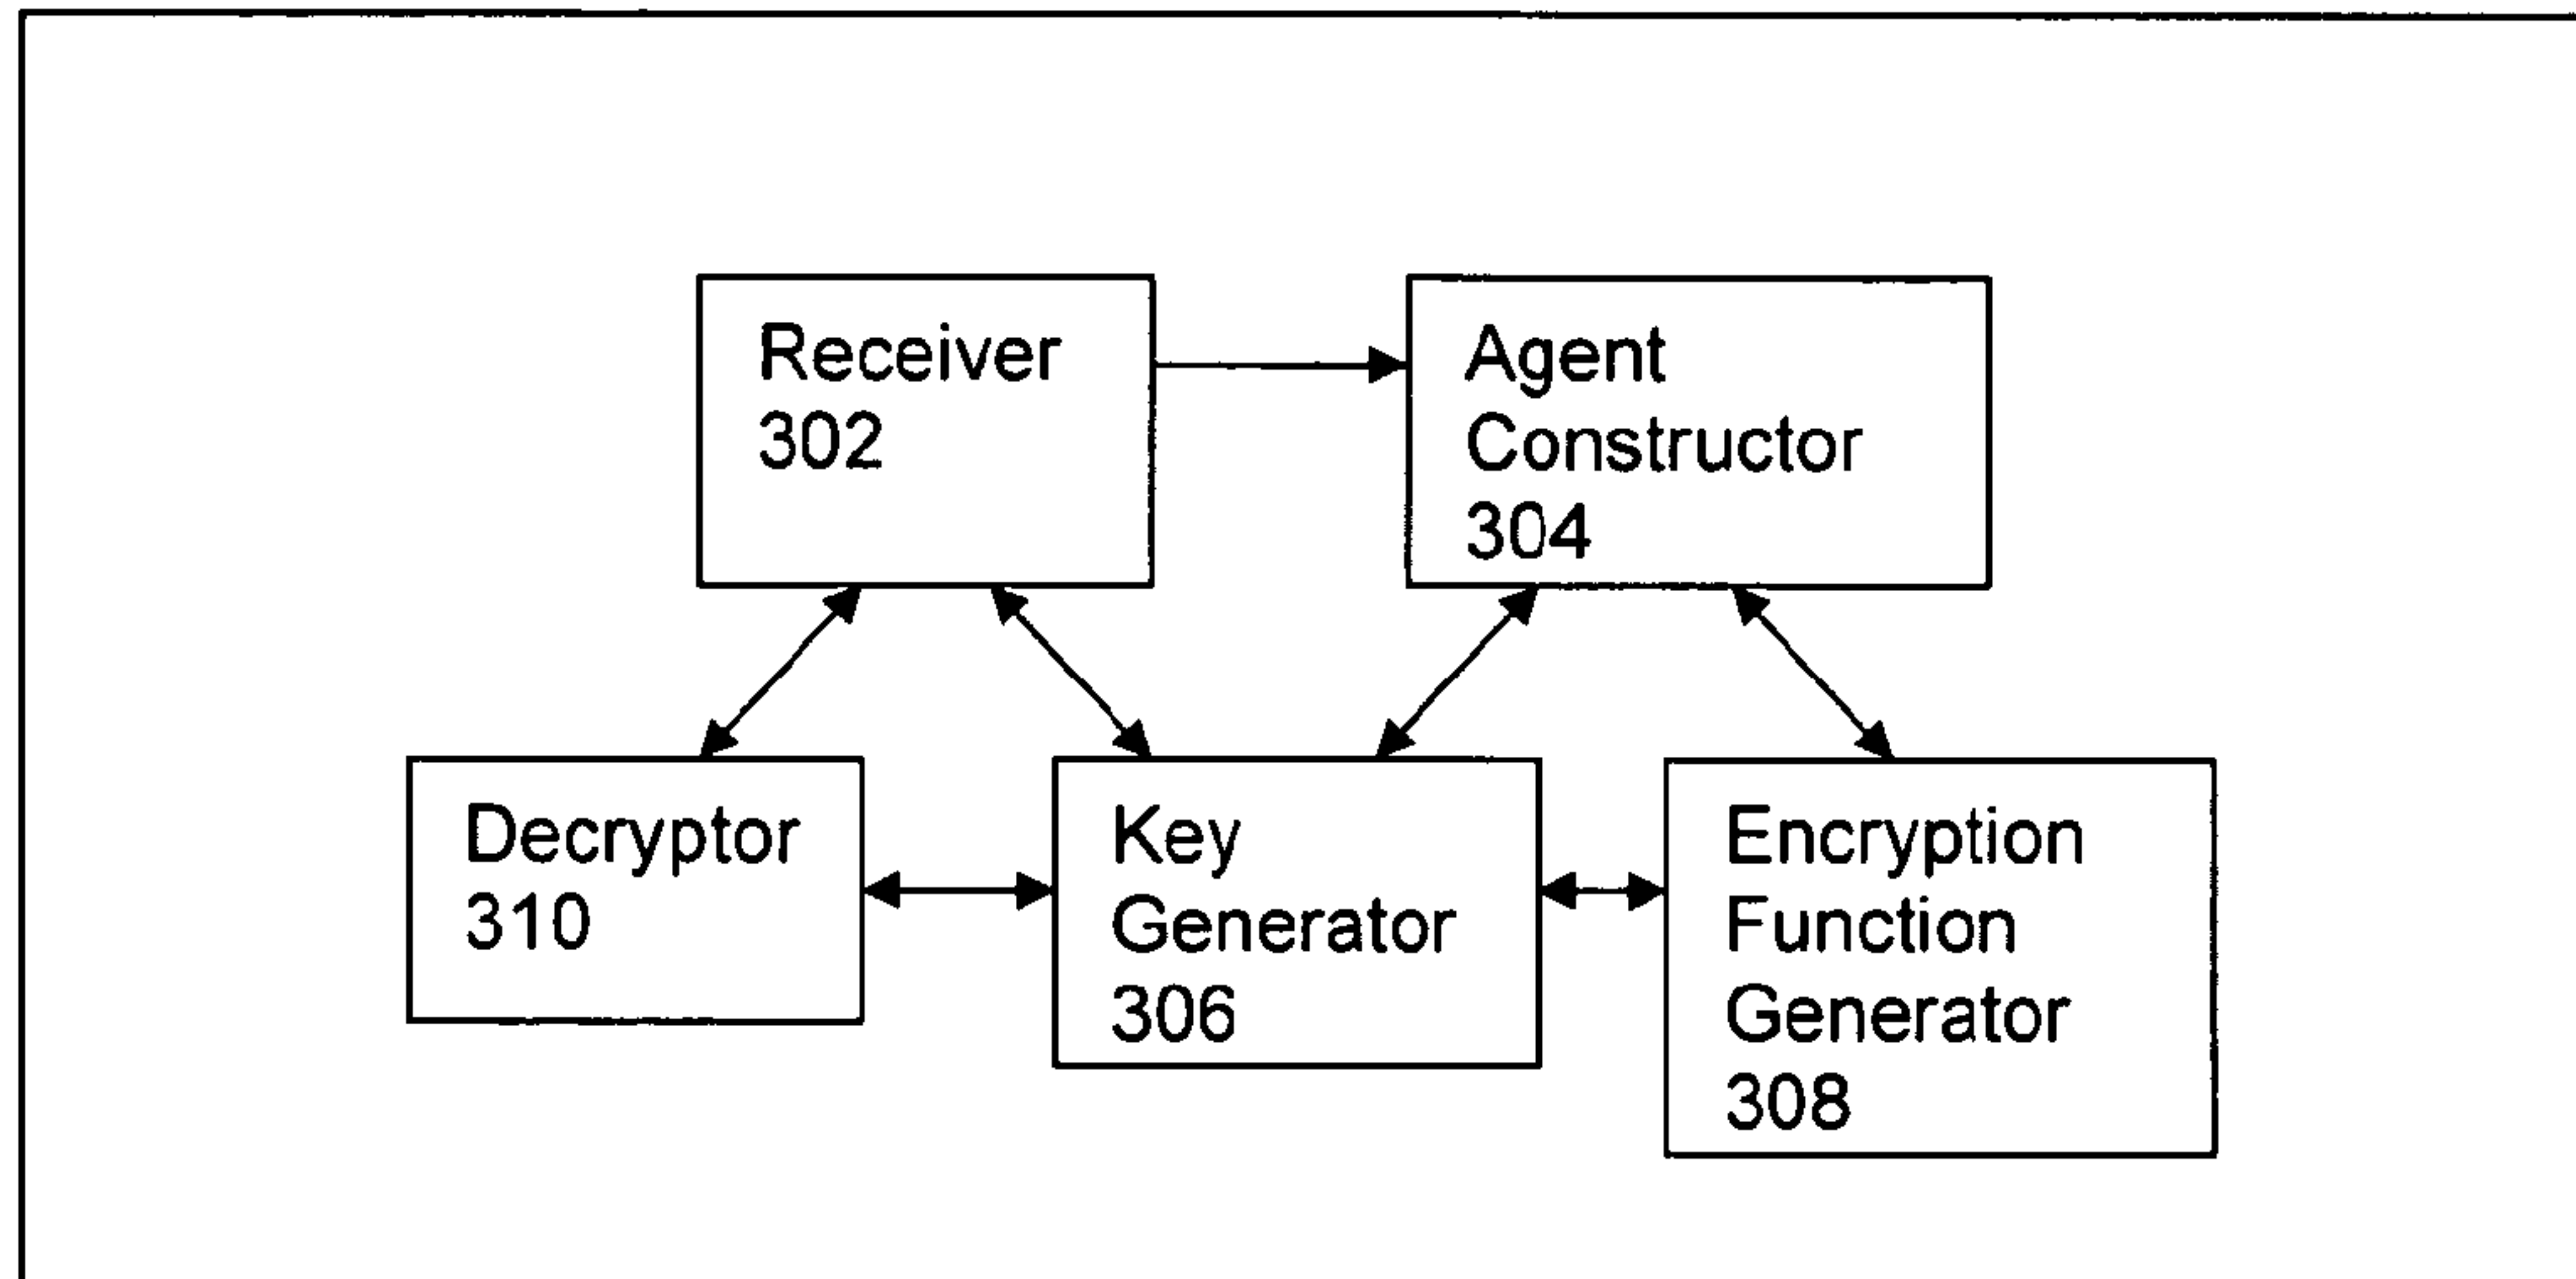 Receiver
302
Agent
Constructor
304
Decryptor
310
Key
Generator
306
Encryption
Function
Generator
308